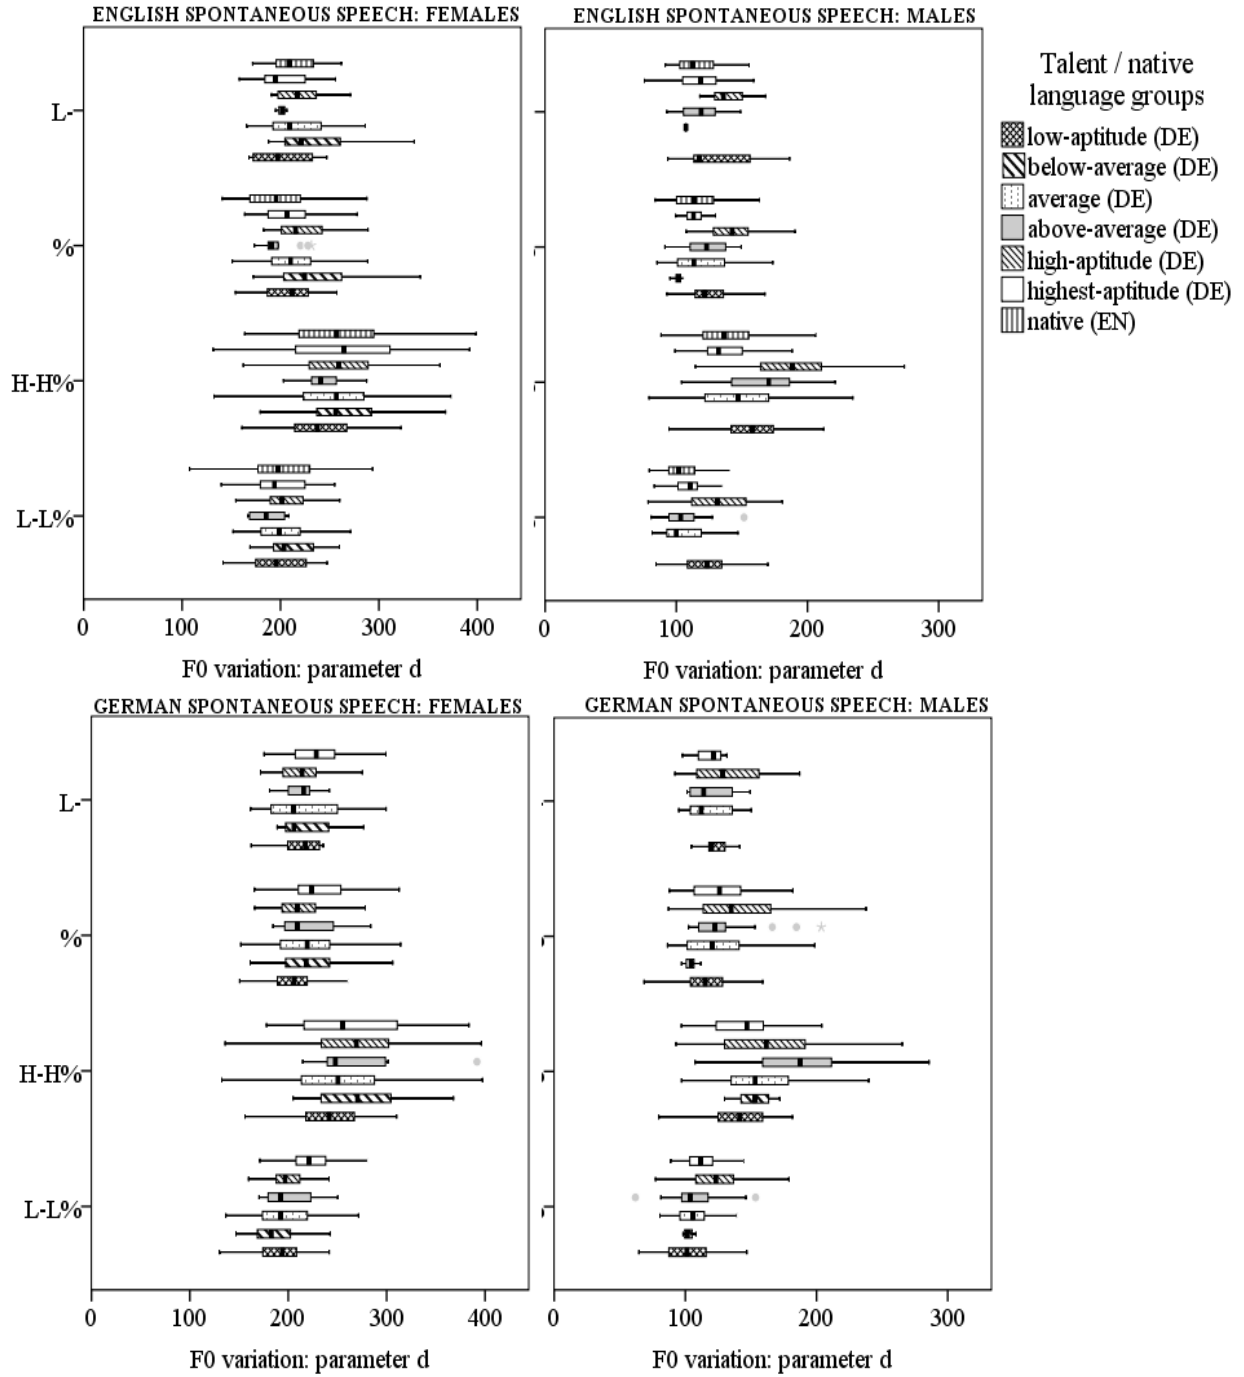 ENGLISH SPONTANEOUS SPEECH: FEMALES
L-
%
H-H%
L-L%
0 100 200 300 400
F0 variation: parameter d
ENGLISH SPONTANEOUS SPEECH: MALES
0 100 200 300
F0 variation: parameter d
Talent / native
language groups
low-aptitude (DE)
below-average (DE)
average (DE)
above-average (DE)
high-aptitude (DE)
highest-aptitude (DE)
native (EN)
GERMAN SPONTANEOUS SPEECH: FEMALES
L-
%
H-H%
L-L%
0 100 200 300 400
F0 variation: parameter d
GERMAN SPONTANEOUS SPEECH: MALES
0 100 200 300
F0 variation: parameter d